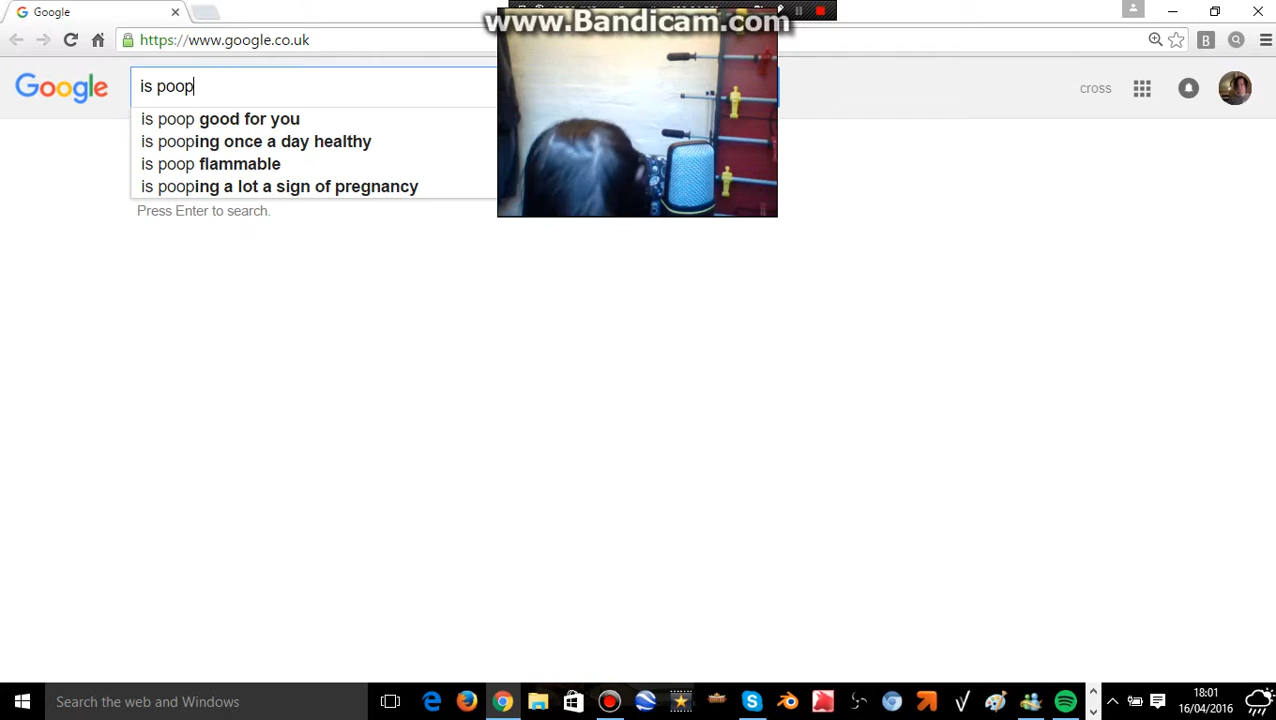 Google
www.Bandicam.com
https://www.google.co.uk
B
Google
is poop
cross
is poop good for you
is pooping once a day healthy
is poop flammable
is pooping a lot a sign of pregnancy
Press Enter to search.
Search the web and Windows
18:01
16/04/2016